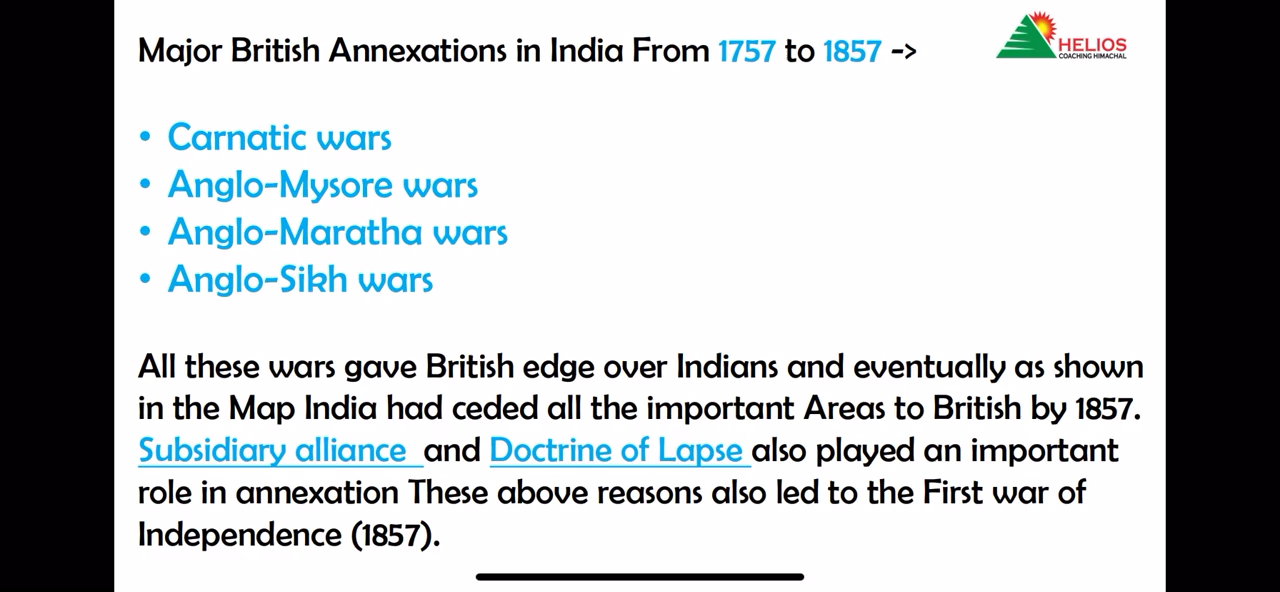 Major British Annexations in India From 1757 to 1857 ->
HELIOS
COACHING HIMACHAL
• Carnatic wars
• Anglo-Mysore wars
• Anglo-Maratha wars
• Anglo-Sikh wars
All these wars gave British edge over Indians and eventually as shown
in the Map India had ceded all the important Areas to British by 1857.
Subsidiary alliance and Doctrine of Lapse also played an important
role in annexation These above reasons also led to the First war of
Independence (1857).